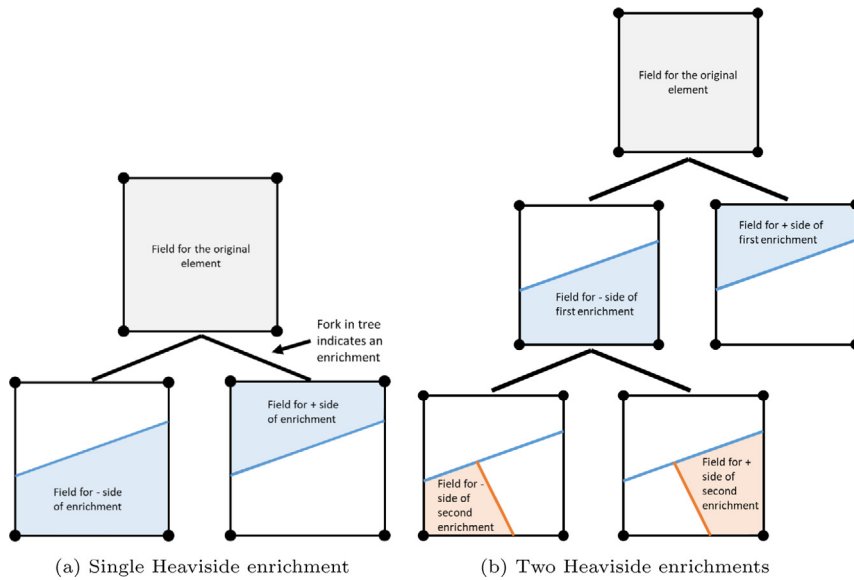 Field for the original
element
Fork in tree
indicates an
enrichment
Field for - side
of enrichment
Field for + side
of enrichment
(a) Single Heaviside enrichment
Field for the original
element
Field for - side of
first enrichment
Field for + side of
first enrichment
Field for -
side of
second
enrichment
Field for +
side of
second
enrichment
(b) Two Heaviside enrichments